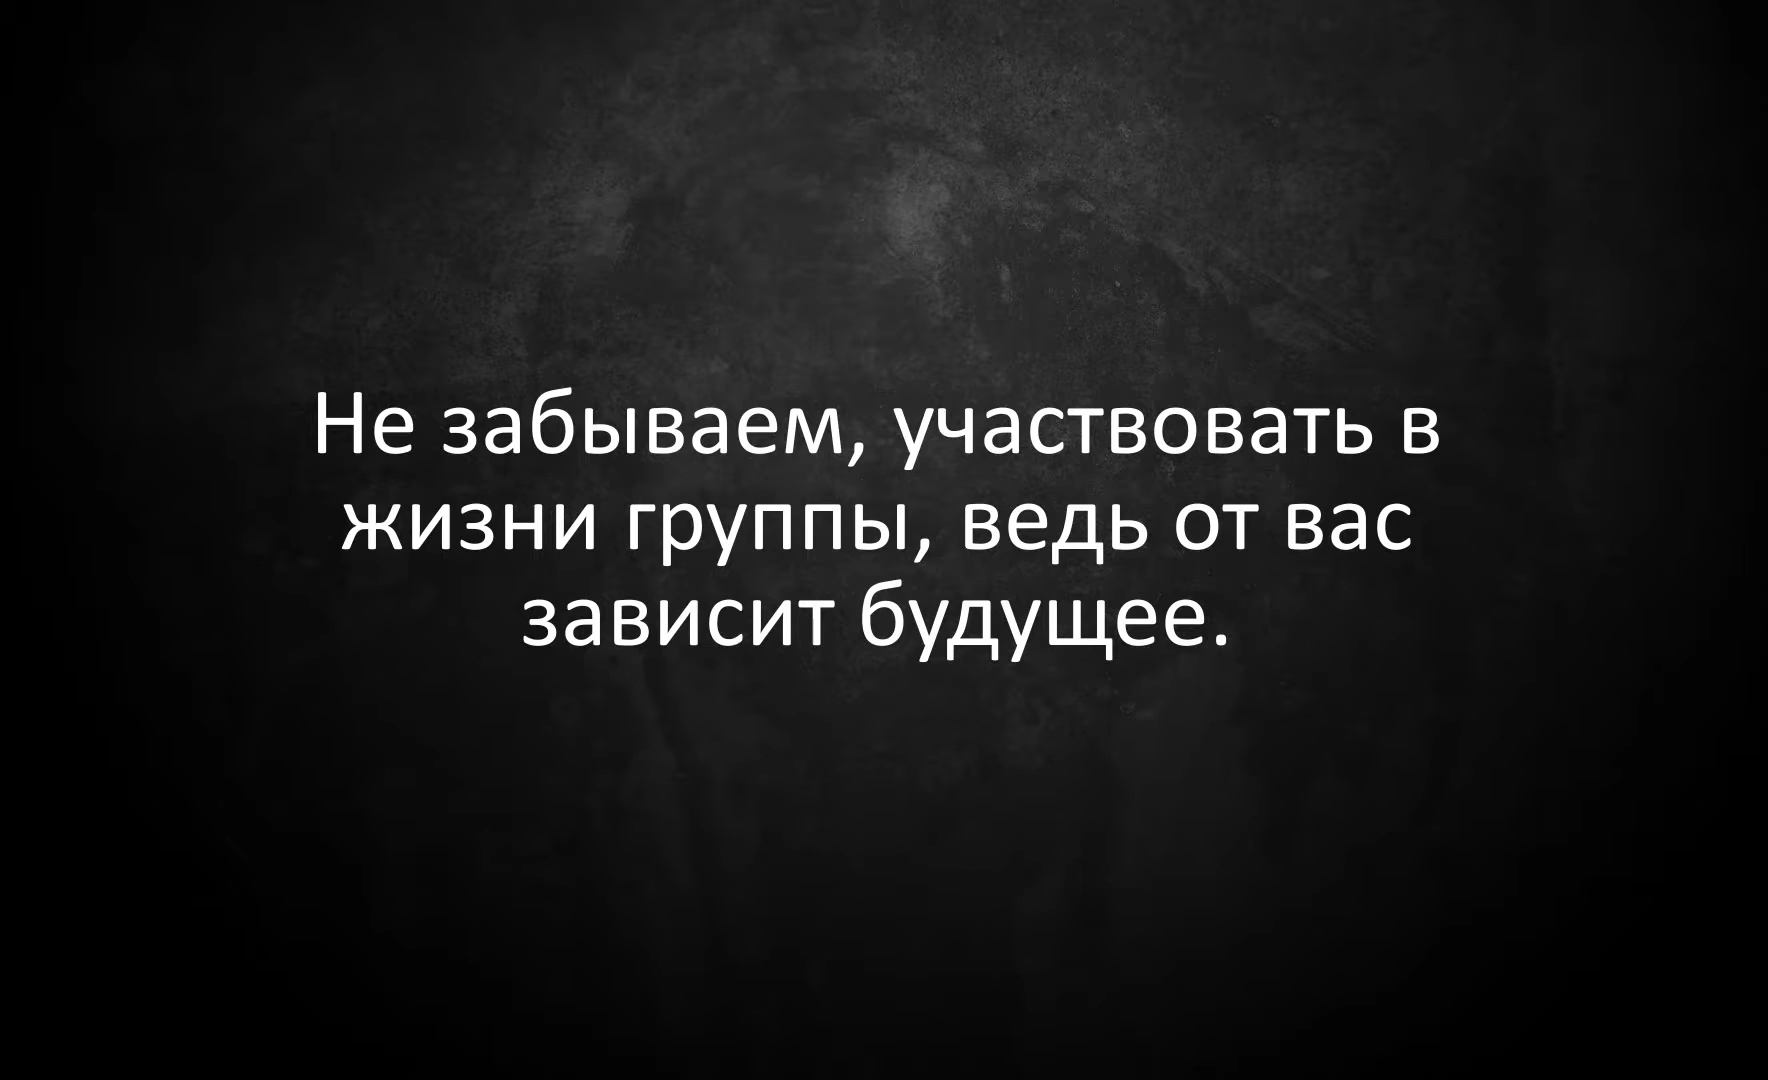 Не забываем, участвовать в
жизни группы, ведь от вас
зависит будущее.